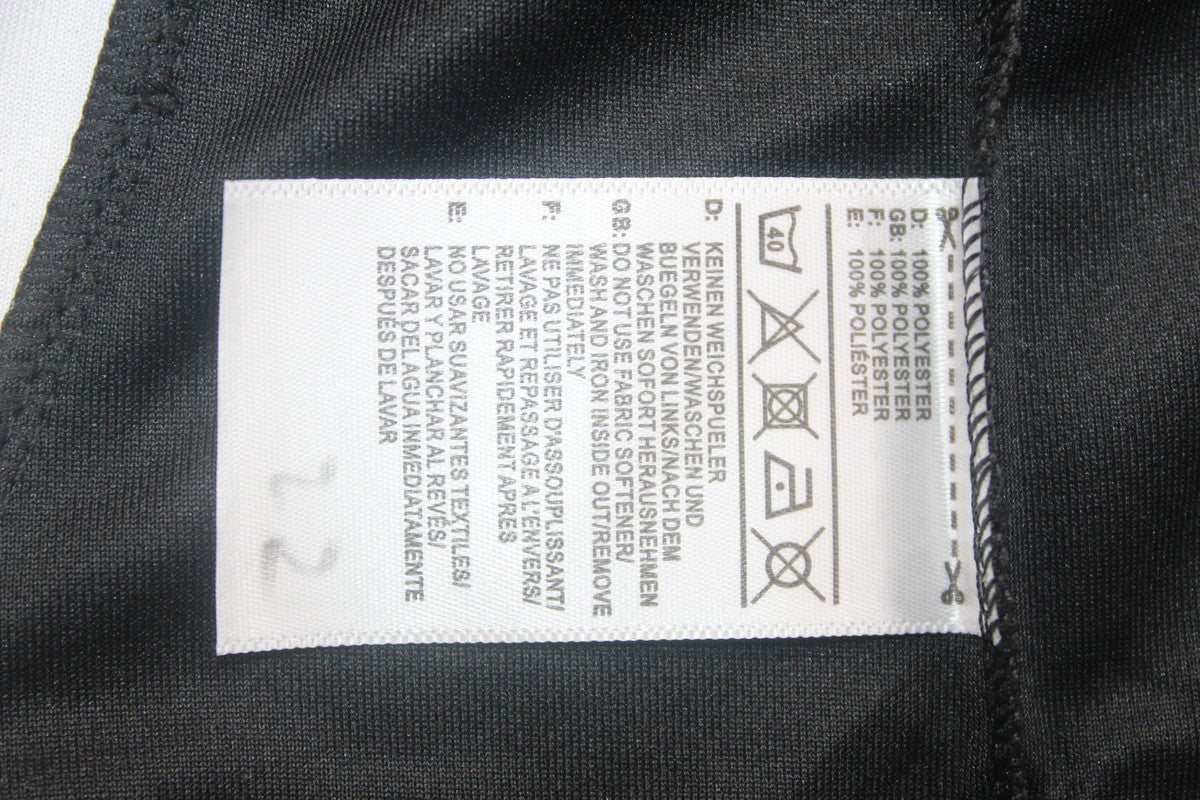 D: 100% POLYESTER
GB: 100% POLYESTER
F: 100% POLYESTER
E: 100% POLIÉSTER
40
D: KEINEN WEICHSPUELER
VERWENDEN/WASCHEN UND
BUEGELN VON LINKS/NACH DEM
WASCHEN SOFORT HERAUSNEHMEN
GB: DO NOT USE FABRIC SOFTENER/
WASH AND IRON INSIDE OUT/REMOVE
IMMEDIATELY
F: NE PAS UTILISER D'ASSOUPLISSANT/
LAVAGE ET REPASSAGE A L'ENVERS/
RETIRER RAPIDEMENT APRES
LAVAGE
E: NO USAR SUAVIZANTES TEXTILES/
LAVAR Y PLANCHAR AL REVÉS/
SACAR DEL AGUA INMEDIATAMENTE
DESPUÉS DE LAVAR